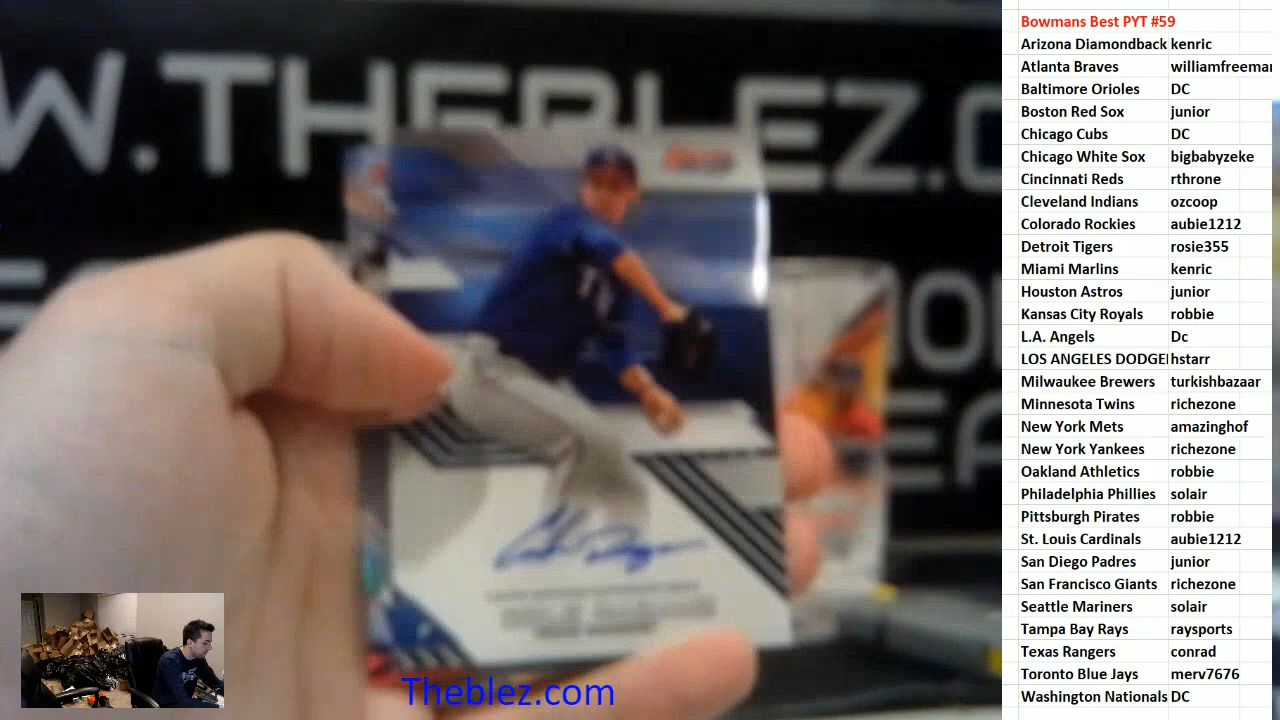 WWW.THEBLEZ.CO
Theblez.com
Bowmans Best PYT #59
Arizona Diamondback kenric
Atlanta Braves williamfreeman
Baltimore Orioles DC
Boston Red Sox junior
Chicago Cubs DC
Chicago White Sox bigbabyzeke
Cincinnati Reds rthrone
Cleveland Indians ozcoop
Colorado Rockies aubie1212
Detroit Tigers rosie355
Miami Marlins kenric
Houston Astros junior
Kansas City Royals robbie
L.A. Angels Dc
LOS ANGELES DODGE hstarr
Milwaukee Brewers turkishbazaar
Minnesota Twins richezone
New York Mets amazinghof
New York Yankees richezone
Oakland Athletics robbie
Philadelphia Phillies solair
Pittsburgh Pirates robbie
St. Louis Cardinals aubie1212
San Diego Padres junior
San Francisco Giants richezone
Seattle Mariners solair
Tampa Bay Rays raysports
Texas Rangers conrad
Toronto Blue Jays merv7676
Washington Nationals DC